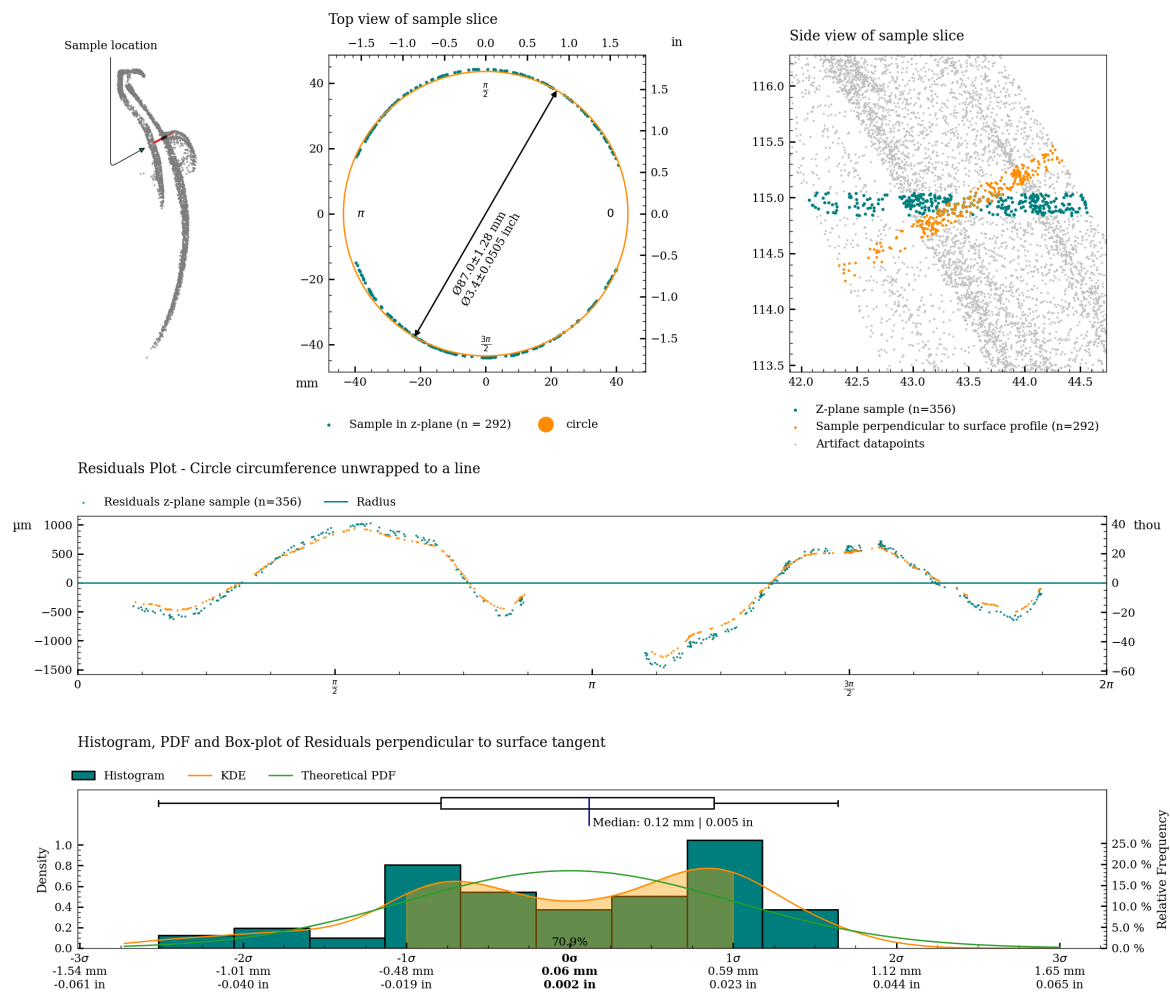 Sample location
Top view of sample slice
−1.5 −1.0 −0.5 0.0 0.5 1.0 1.5 in
40
20
0
−20
−40
mm
−40 −20 0 20 40
1.5
1.0
0.5
0.0
−0.5
−1.0
−1.5
π/2
π
0
3π/2
Ø87.0±1.28 mm
Ø3.4±0.0505 inch
Sample in z-plane (n = 292)
circle
Side view of sample slice
116.0
115.5
115.0
114.5
114.0
113.5
42.0 42.5 43.0 43.5 44.0 44.5
Z-plane sample (n=356)
Sample perpendicular to surface profile (n=292)
Artifact datapoints
Residuals Plot - Circle circumference unwrapped to a line
Residuals z-plane sample (n=356)
Radius
µm
1000
500
0
−500
−1000
−1500
40 thou
20
0
−20
−40
−60
0 π/2 π 3π/2 2π
Histogram, PDF and Box-plot of Residuals perpendicular to surface tangent
Histogram
KDE
Theoretical PDF
Median: 0.12 mm | 0.005 in
Density
1.0
0.8
0.6
0.4
0.2
0.0
25.0 %
20.0 %
15.0 %
10.0 %
5.0 %
0.0 %
Relative Frequency
70.9%
-3σ -2σ -1σ 0σ 1σ 2σ 3σ
-1.54 mm -1.01 mm -0.48 mm 0.06 mm 0.59 mm 1.12 mm 1.65 mm
-0.061 in -0.040 in -0.019 in 0.002 in 0.023 in 0.044 in 0.065 in